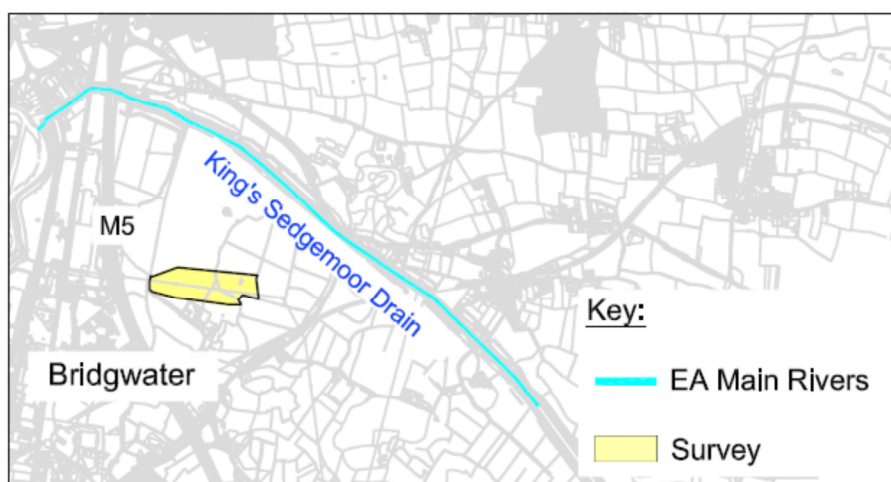 King's Sedgemoor Drain
M5
Bridgwater
Key:
EA Main Rivers
Survey